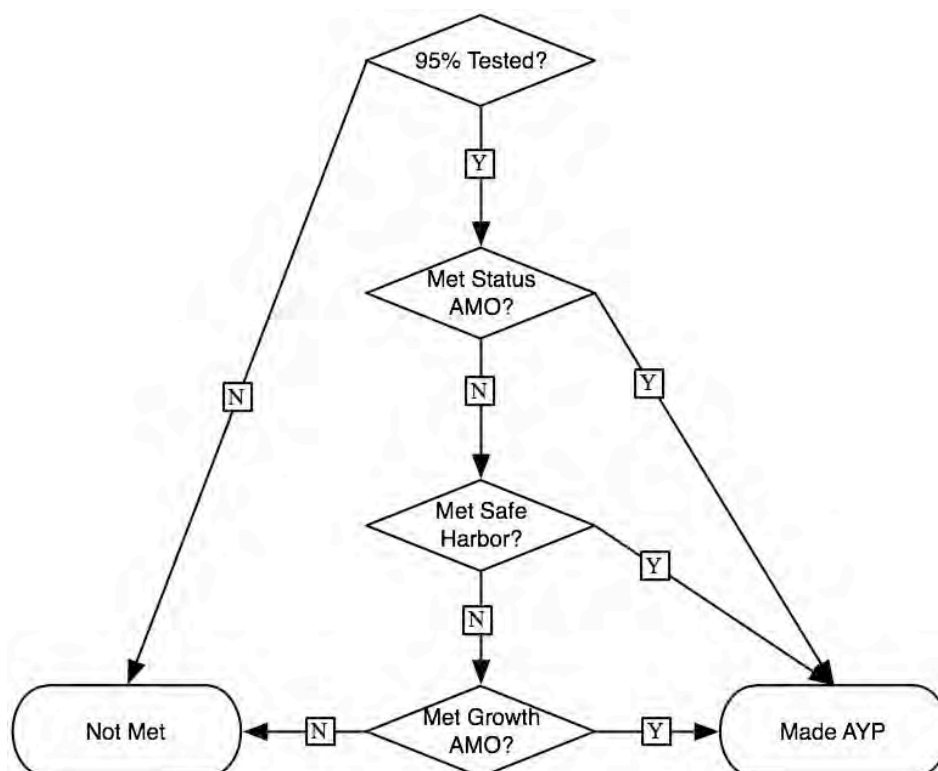 95% Tested?
Y
Met Status
AMO?
N
Y
N
Met Safe
Harbor?
Y
N
Not Met
N
Met Growth
AMO?
Y
Made AYP